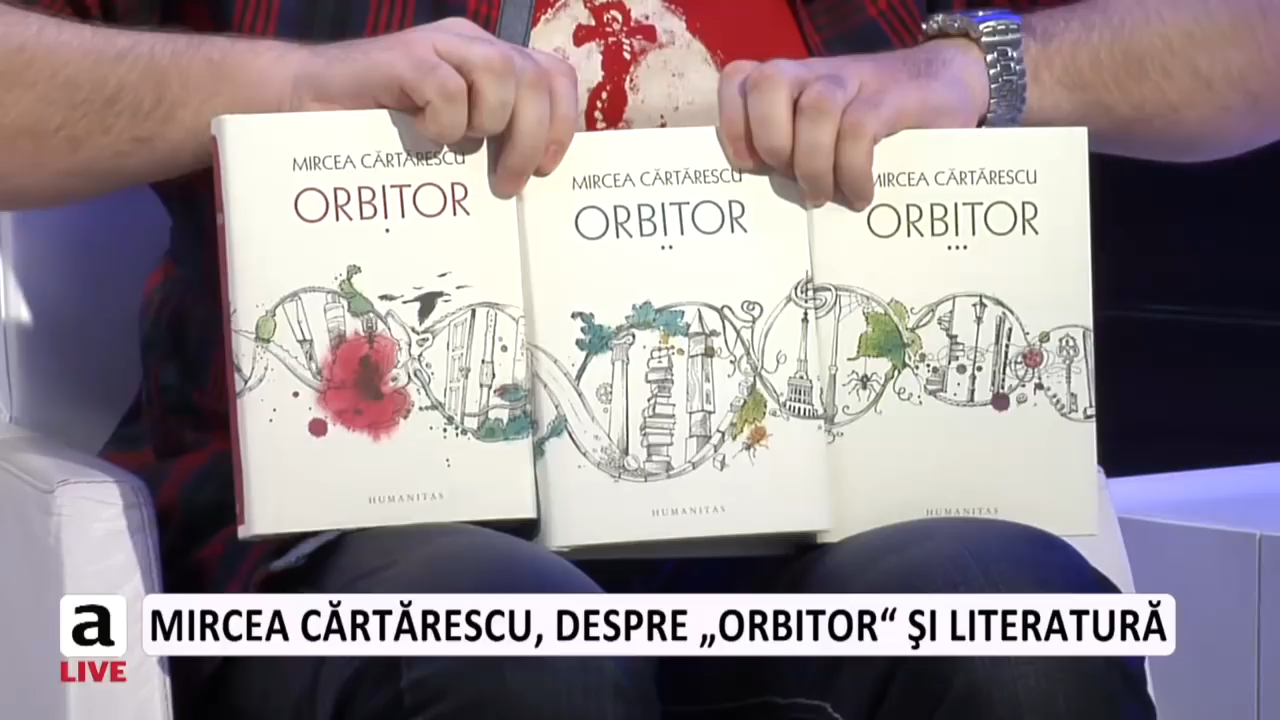 MIRCEA CĂRTĂRESCU
ORBITOR
•
HUMANITAS
MIRCEA CĂRTĂRESCU
ORBITOR
••
HUMANITAS
MIRCEA CĂRTĂRESCU
ORBITOR
•••
HUMANITAS
a
LIVE
MIRCEA CĂRTĂRESCU, DESPRE „ORBITOR“ ŞI LITERATURĂ